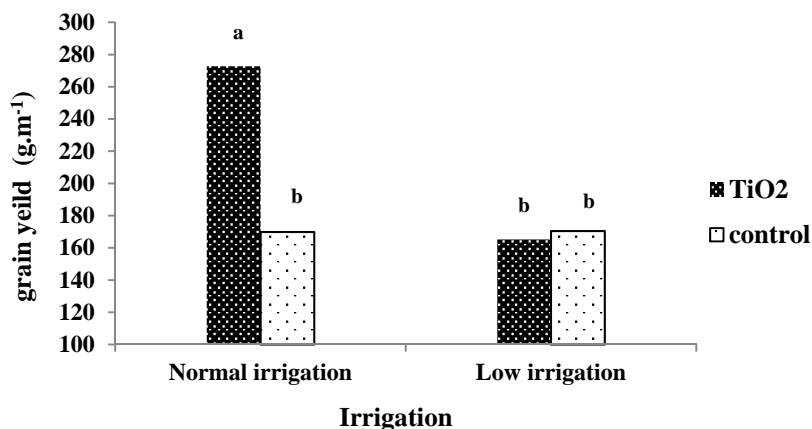 300
280
260
240
220
200
180
160
140
120
100
grain yeild (g.m-1)
a
b
b
b
TiO2
control
Normal irrigation
Low irrigation
Irrigation